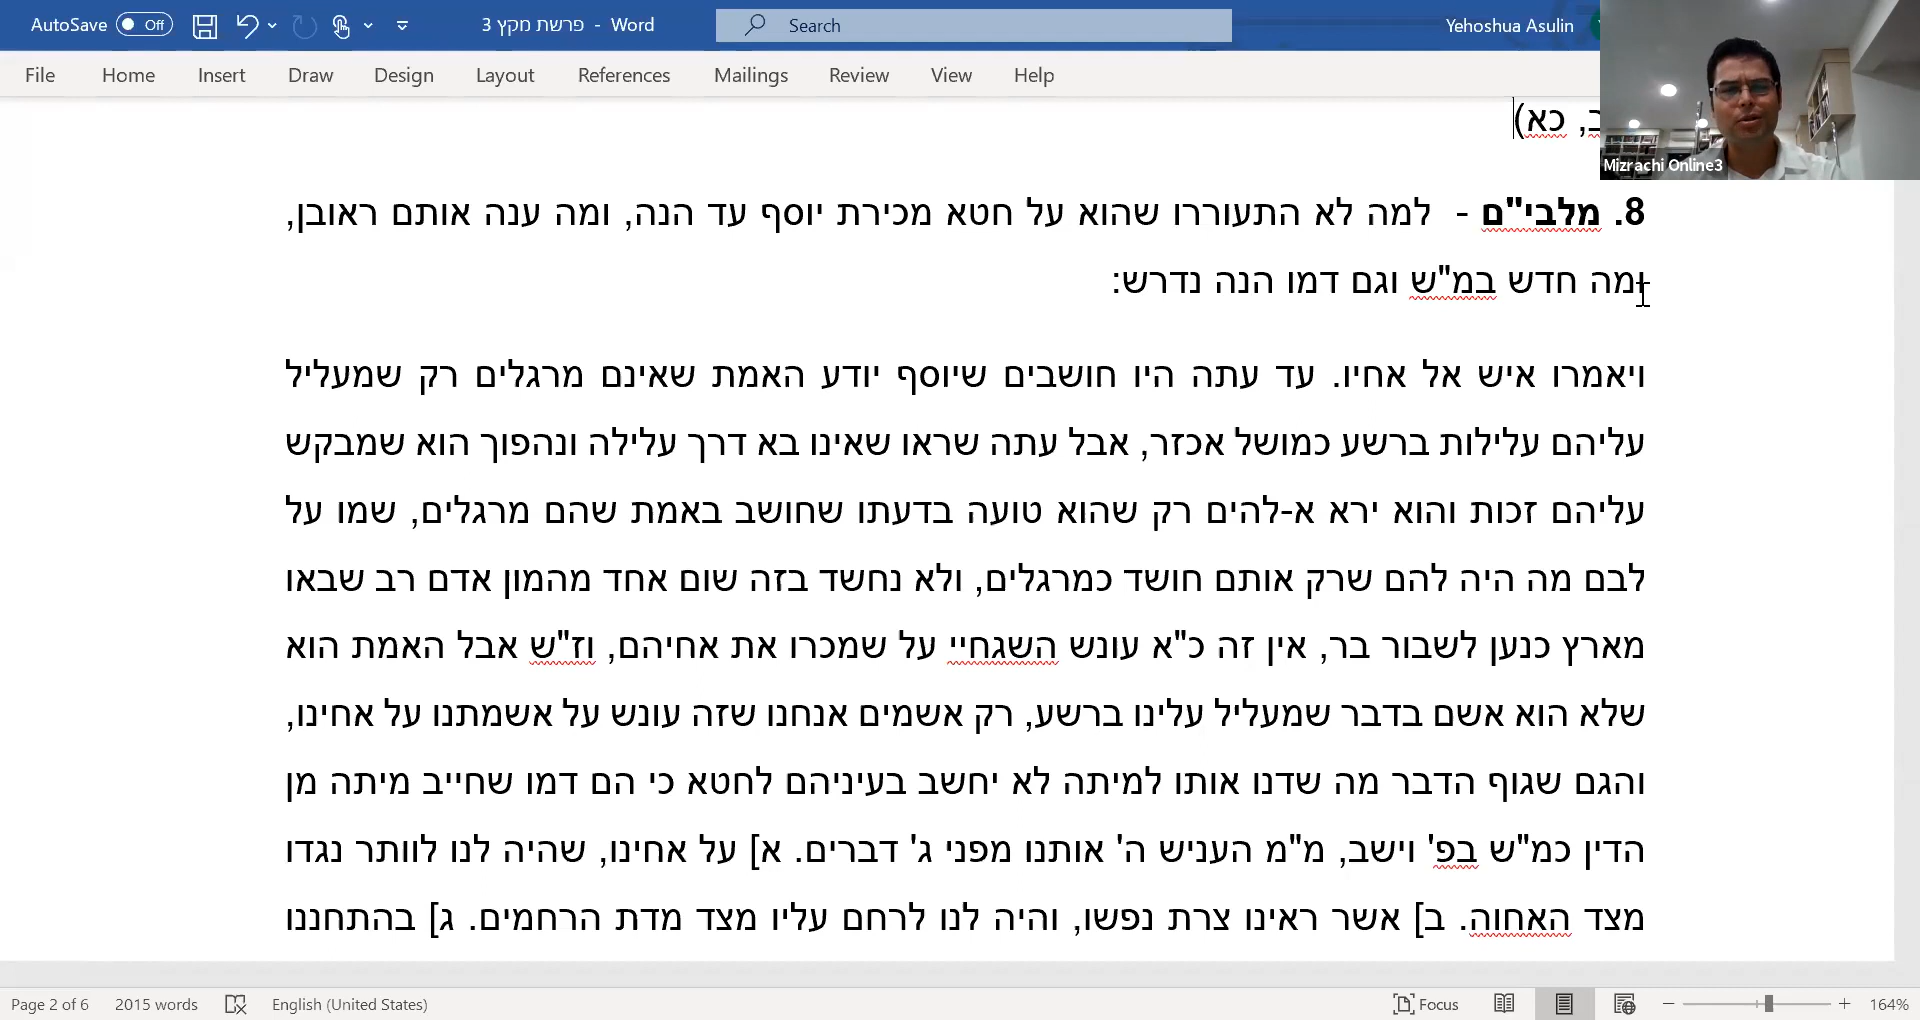 AutoSave Off פרשת מקץ 3 - Word Search Yehoshua Asulin
File Home Insert Draw Design Layout References Mailings Review View Help
Mizrachi Online3
ב, כא)
8. מלבי"ם - למה לא התעוררו שהוא על חטא מכירת יוסף עד הנה, ומה ענה אותם ראובן,
ומה חדש במ"ש וגם דמו הנה נדרש:
ויאמרו איש אל אחיו. עד עתה היו חושבים שיוסף יודע האמת שאינם מרגלים רק שמעליל
עליהם עלילות ברשע כמושל אכזר, אבל עתה שראו שאינו בא דרך עלילה ונהפוך הוא שמבקש
עליהם זכות והוא ירא א-להים רק שהוא טועה בדעתו שחושב באמת שהם מרגלים, שמו על
לבם מה היה להם שרק אותם חושד כמרגלים, ולא נחשד בזה שום אחד מהמון אדם רב שבאו
מארץ כנען לשבור בר, אין זה כ"א עונש השגחיי על שמכרו את אחיהם, וז"ש אבל האמת הוא
שלא הוא אשם בדבר שמעליל עלינו ברשע, רק אשמים אנחנו שזה עונש על אשמתנו על אחינו,
והגם שגוף הדבר מה שדנו אותו למיתה לא יחשב בעיניהם לחטא כי הם דמו שחייב מיתה מן
הדין כמ"ש בפ' וישב, מ"מ העניש ה' אותנו מפני ג' דברים. א] על אחינו, שהיה לנו לוותר נגדו
מצד האחוה. ב] אשר ראינו צרת נפשו, והיה לנו לרחם עליו מצד מדת הרחמים. ג] בהתחננו
Page 2 of 6 2015 words English (United States) Focus 164%